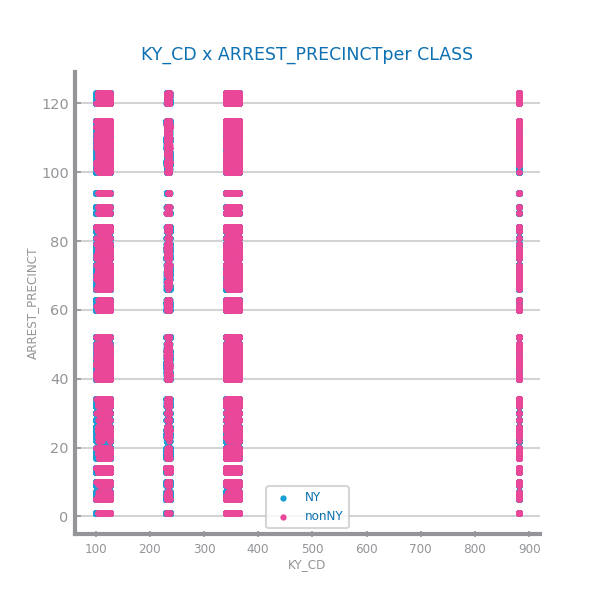 KY_CD x ARREST_PRECINCTper CLASS
120
100
80
60
40
20
0
ARREST_PRECINCT
NY
nonNY
100 200 300 400 500 600 700 800 900
KY_CD